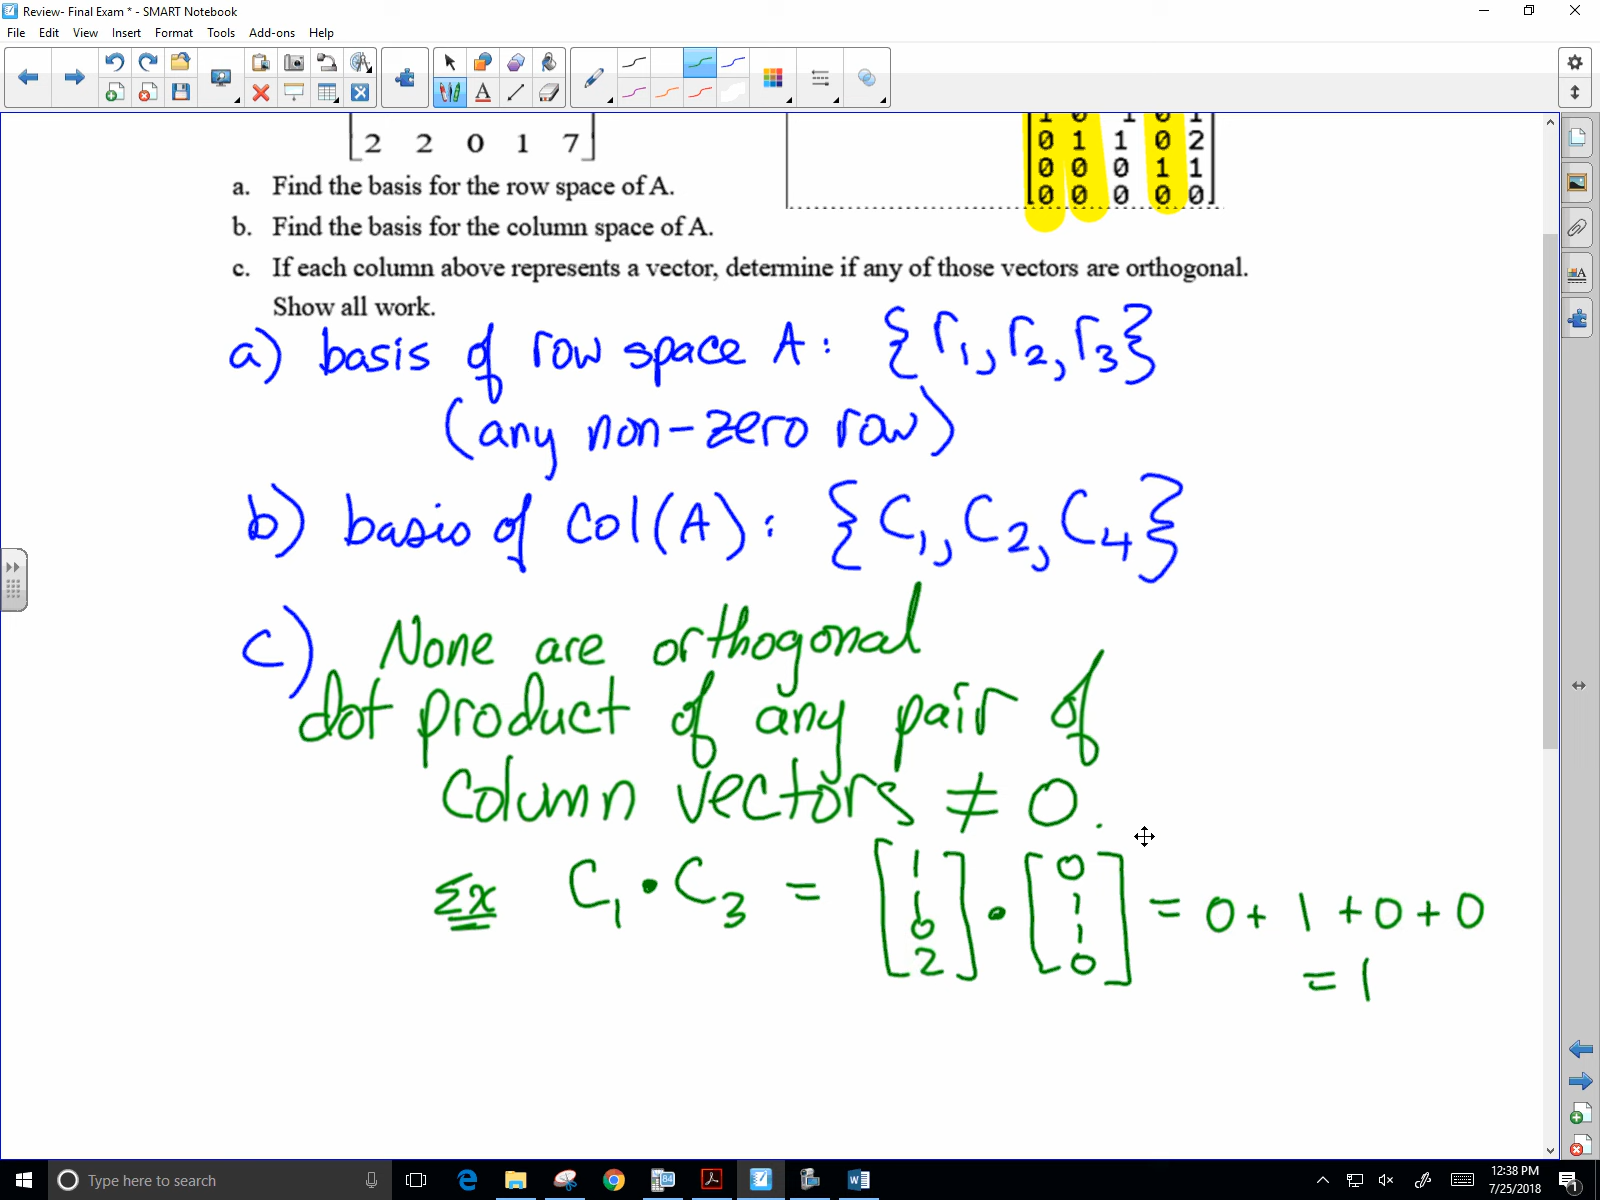 Review- Final Exam * - SMART Notebook
File Edit View Insert Format Tools Add-ons Help
[2 2 0 1 7]
0 1 1 0 2
0 0 0 1 1
[0 0 0 0 0]
a. Find the basis for the row space of A.
b. Find the basis for the column space of A.
c. If each column above represents a vector, determine if any of those vectors are orthogonal.
Show all work.
a) basis of row space A: {r1, r2, r3}
(any non-zero row)
b) basis of Col(A): {C1, C2, C4}
c) None are orthogonal
dot product of any pair of
column vectors ≠ 0.
Ex C1 • C3 = [1 1 0 2] • [0 1 1 0] = 0 + 1 + 0 + 0
= 1
Type here to search
12:38 PM
7/25/2018